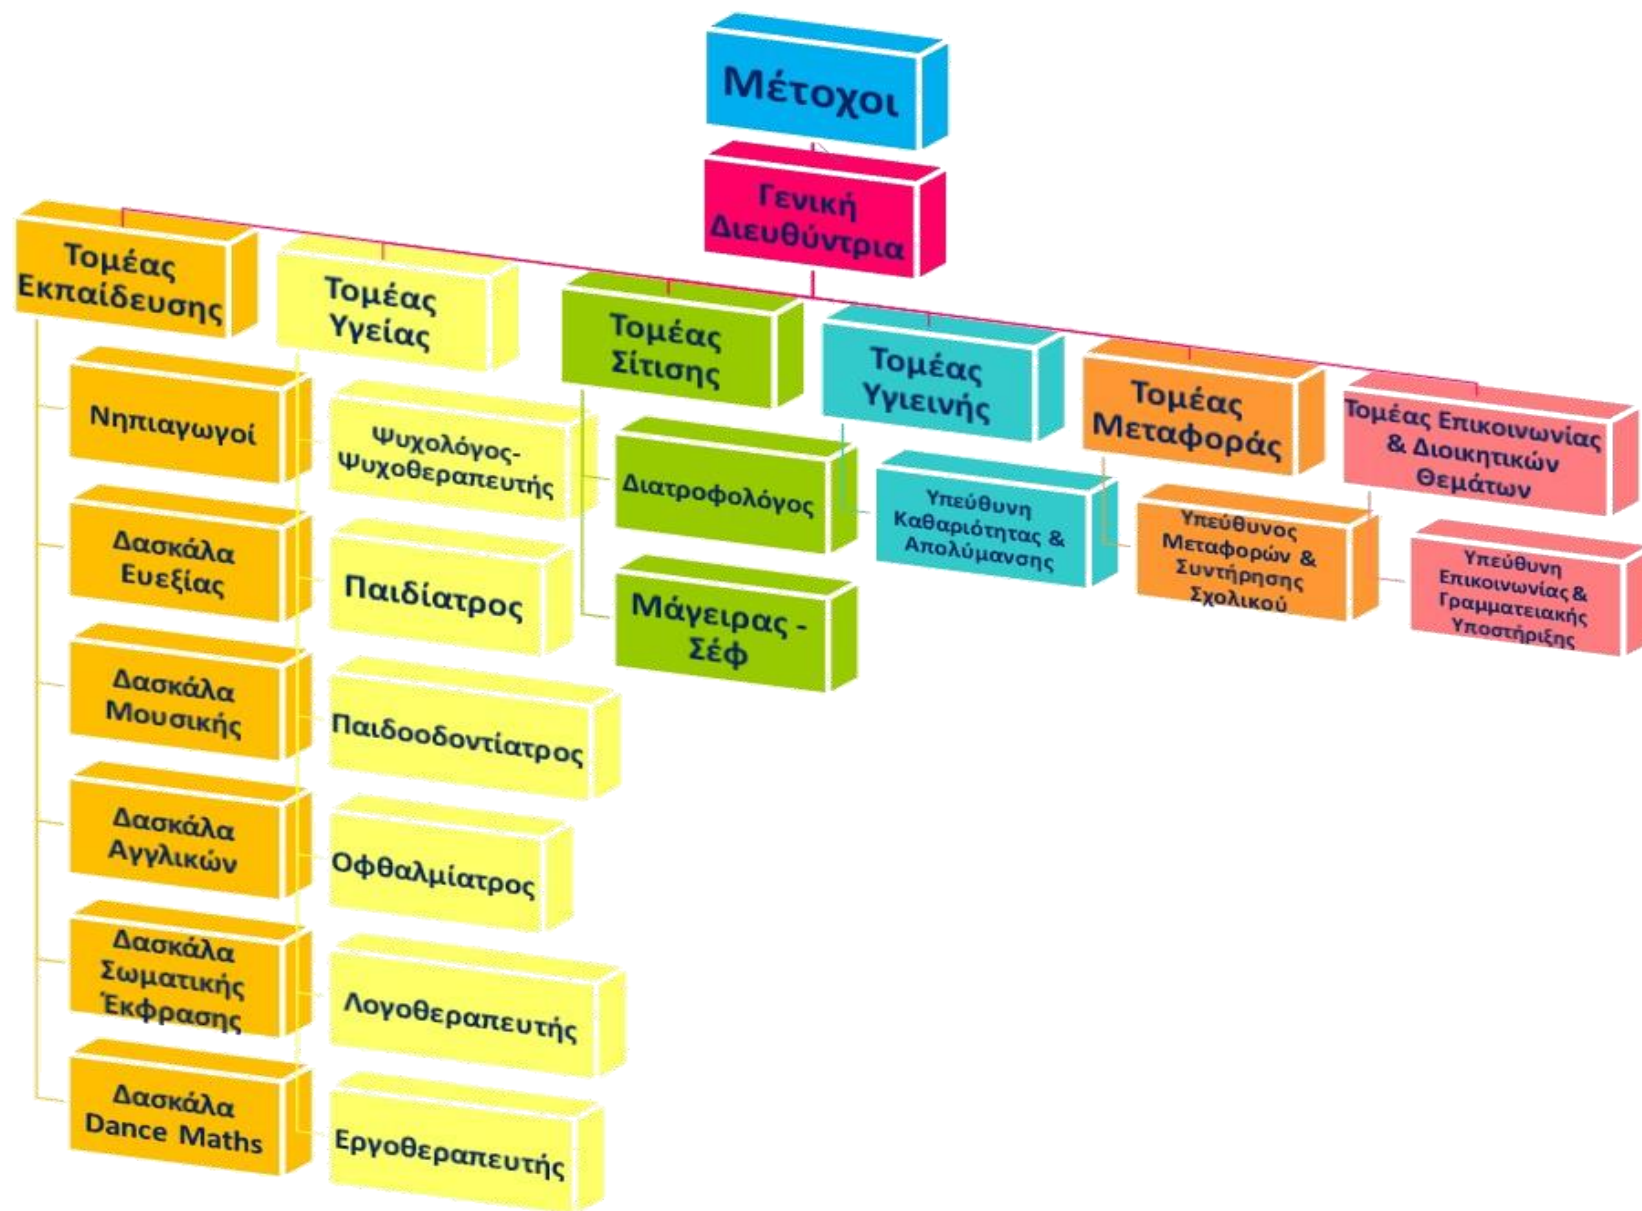 Μέτοχοι
Γενική
Διευθύντρια
Τομέας
Εκπαίδευσης
Νηπιαγωγοί
Δασκάλα
Ευεξίας
Δασκάλα
Μουσικής
Δασκάλα
Αγγλικών
Δασκάλα
Σωματικής
Έκφρασης
Δασκάλα
Dance Maths
Τομέας
Υγείας
Ψυχολόγος-
Ψυχοθεραπευτής
Παιδίατρος
Παιδοοδοντίατρος
Οφθαλμίατρος
Λογοθεραπευτής
Εργοθεραπευτής
Τομέας
Σίτισης
Διατροφολόγος
Μάγειρας -
Σέφ
Τομέας
Υγιεινής
Υπεύθυνη
Καθαριότητας &
Απολύμανσης
Τομέας
Μεταφοράς
Υπεύθυνος
Μεταφορών &
Συντήρησης
Σχολικού
Τομέας Επικοινωνίας
& Διοικητικών
Θεμάτων
Υπεύθυνη
Επικοινωνίας &
Γραμματειακής
Υποστήριξης